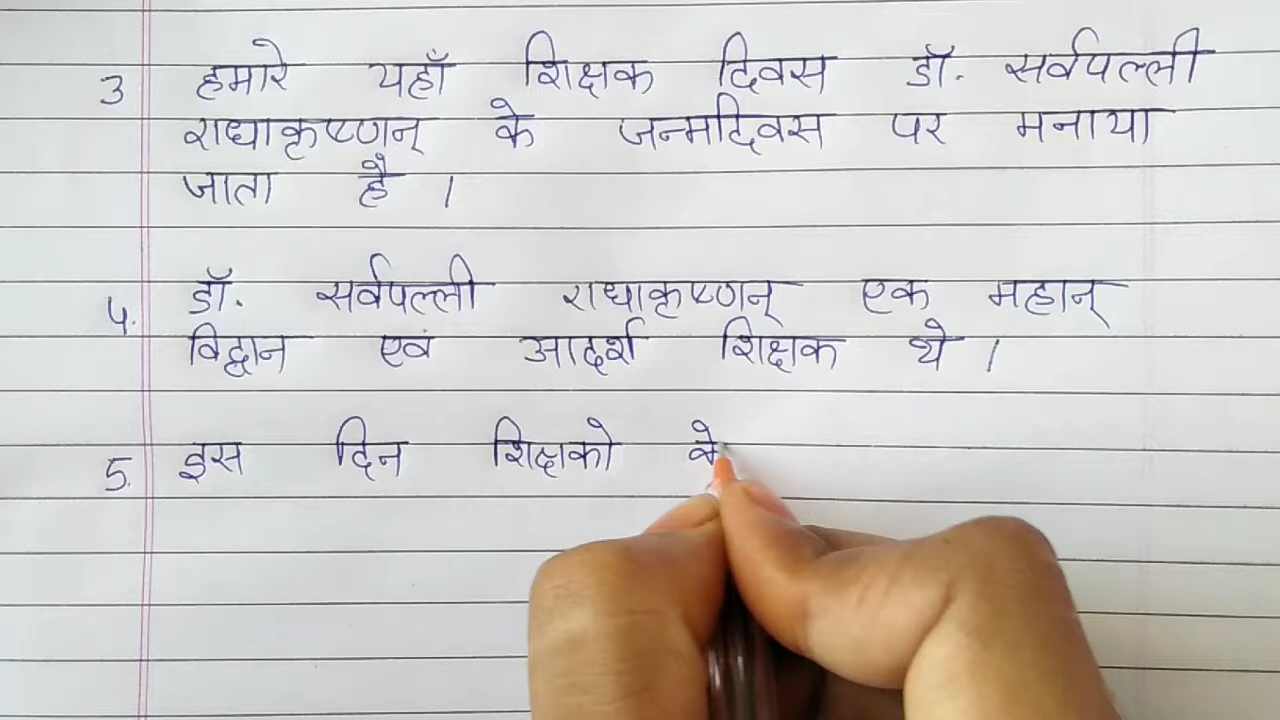 3 हमारे यहाँ शिक्षक दिवस डॉ. सर्वपल्ली
राधाकृष्णन् के जन्मदिवस पर मनाया
जाता है ।
4. डॉ. सर्वपल्ली राधाकृष्णन् एक महान्
विद्वान एवं आदर्श शिक्षक थे ।
5. इस दिन शिक्षको के